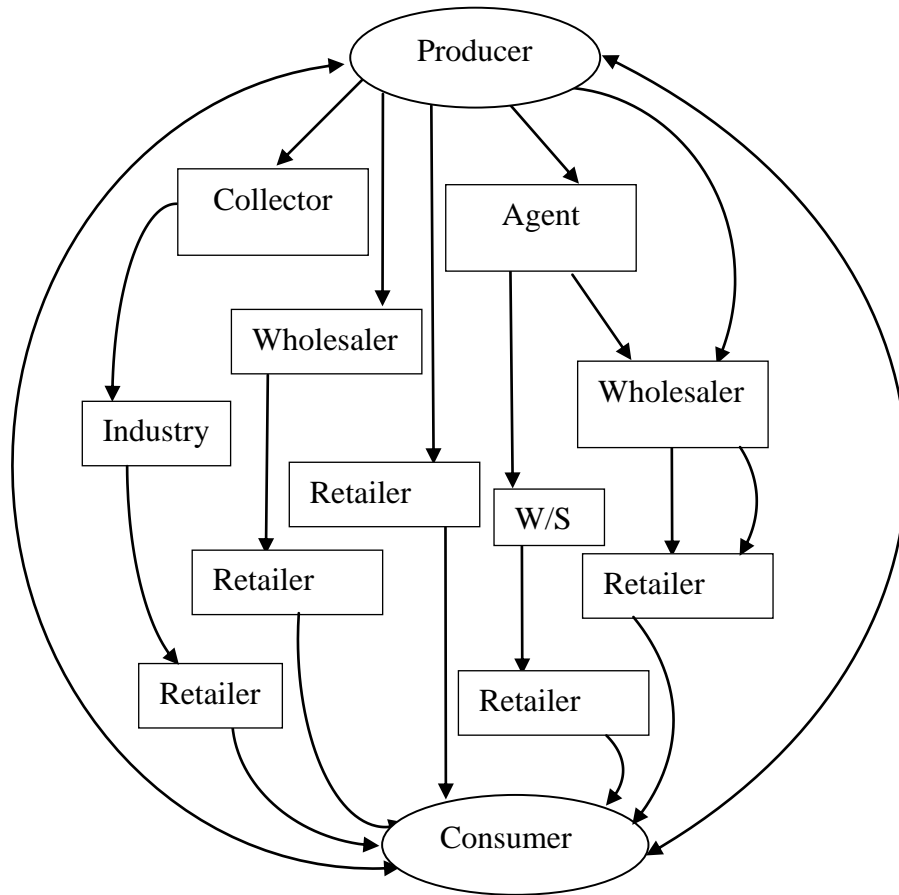 Producer
Collector
Agent
Wholesaler
Wholesaler
Industry
Retailer
W/S
Retailer
Retailer
Retailer
Retailer
Consumer